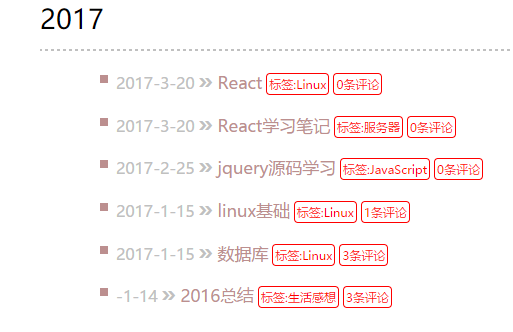 2017
2017-3-20 » React 标签:Linux 0条评论
2017-3-20 » React学习笔记 标签:服务器 0条评论
2017-2-25 » jquery源码学习 标签:JavaScript 0条评论
2017-1-15 » linux基础 标签:Linux 1条评论
2017-1-15 » 数据库 标签:Linux 3条评论
-1-14 » 2016总结 标签:生活感想 3条评论